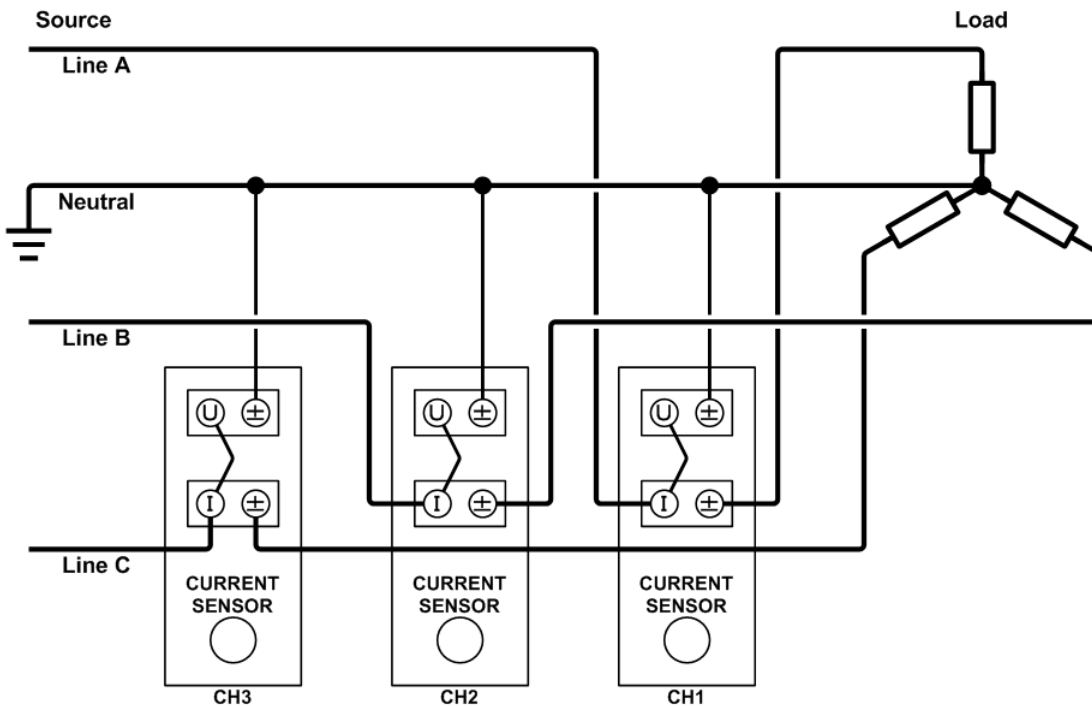 Source
Load
Line A
Neutral
Line B
U ±
U ±
U ±
I ±
I ±
I ±
Line C
CURRENT
SENSOR
CURRENT
SENSOR
CURRENT
SENSOR
CH3
CH2
CH1